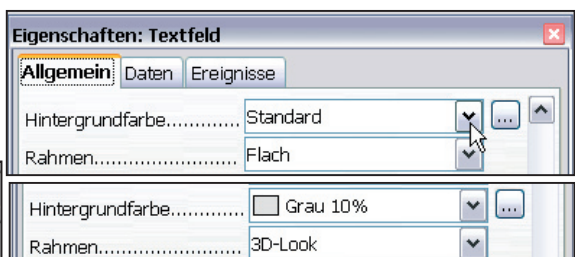 Eigenschaften: Textfeld
Allgemein Daten Ereignisse
Hintergrundfarbe............. Standard ...
Rahmen......................... Flach
Hintergrundfarbe............. Grau 10% ...
Rahmen......................... 3D-Look